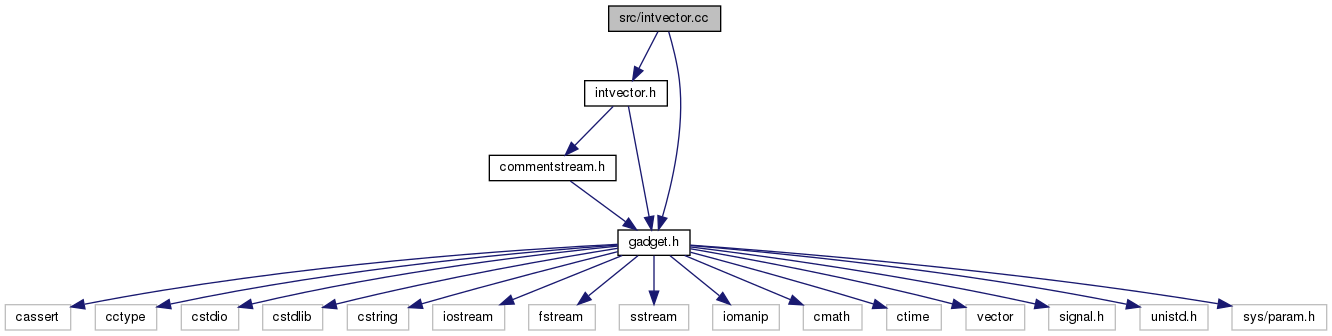 src/intvector.cc
intvector.h
commentstream.h
gadget.h
cassert
cctype
cstdio
cstdlib
cstring
iostream
fstream
sstream
iomanip
cmath
ctime
vector
signal.h
unistd.h
sys/param.h